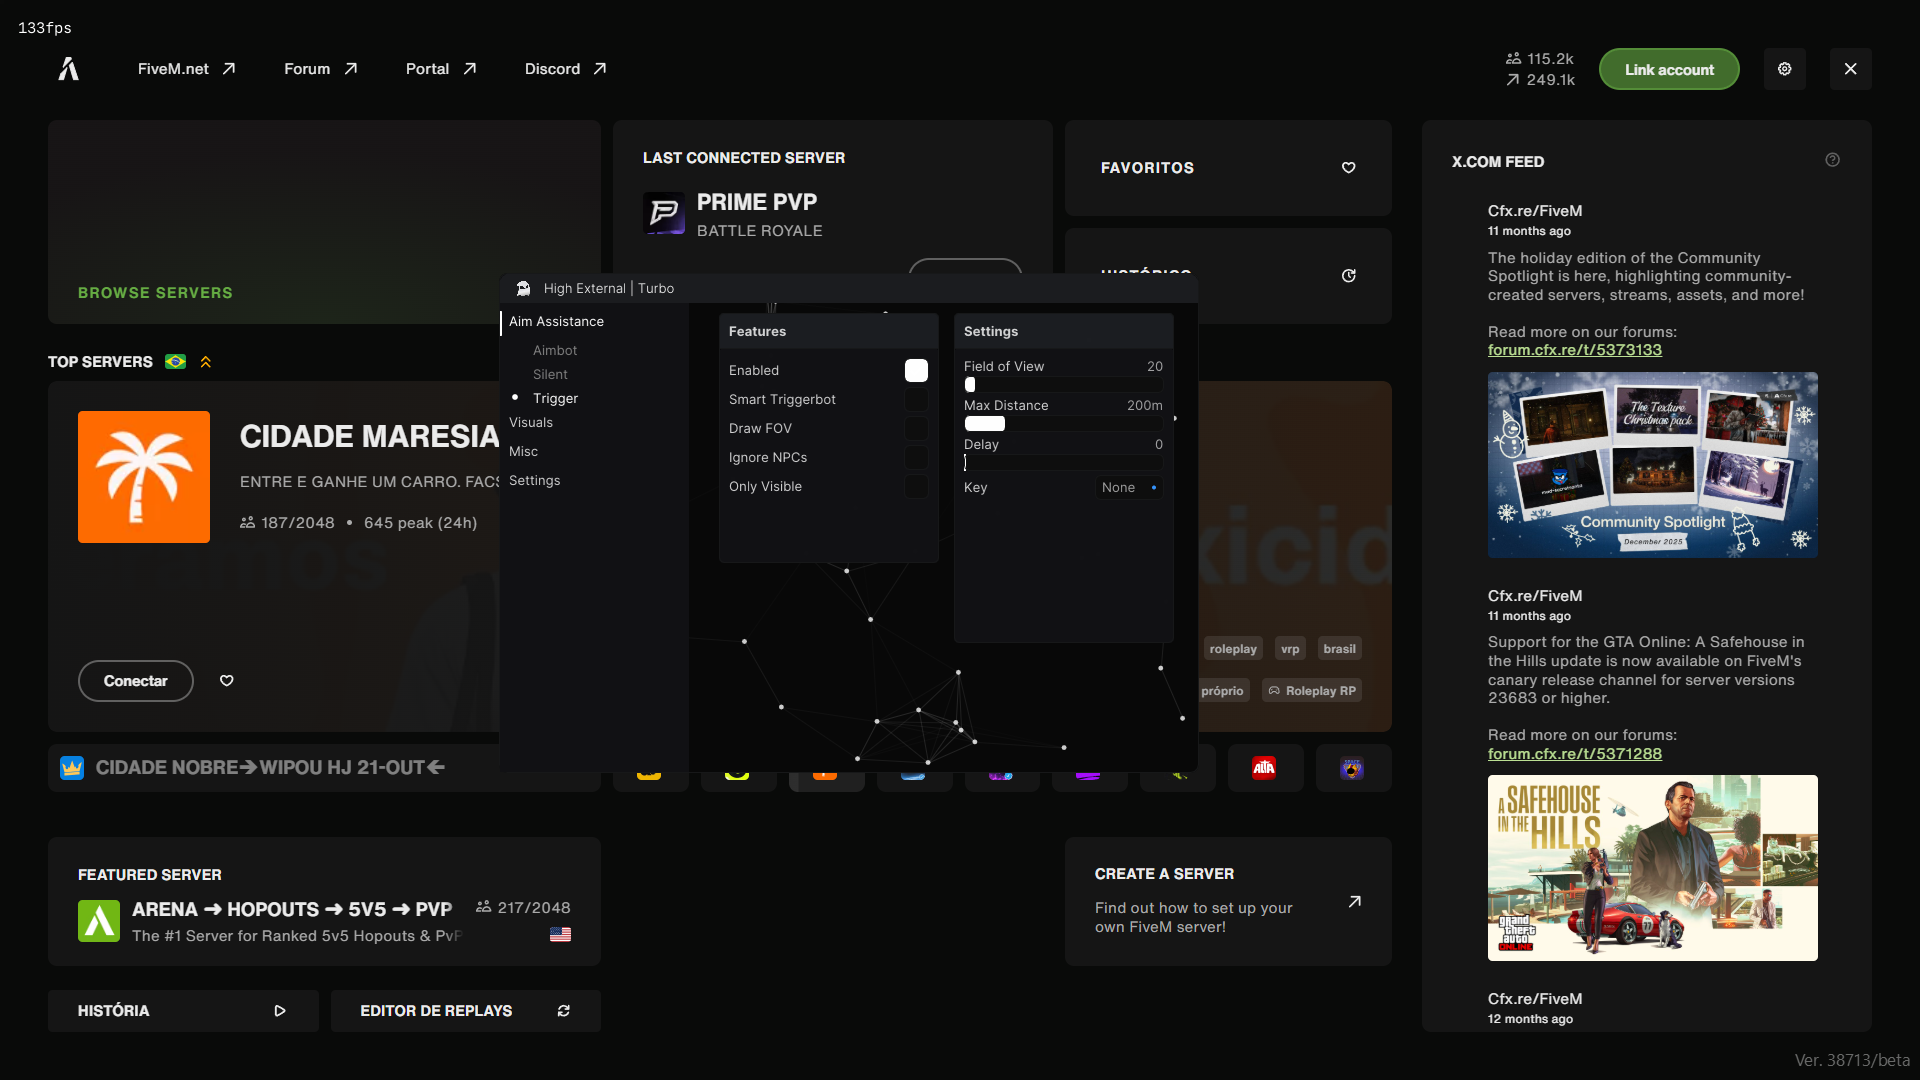 133fps
FiveM.net
Forum
Portal
Discord
115.2k
249.1k
Link account
BROWSE SERVERS
LAST CONNECTED SERVER
PRIME PVP
BATTLE ROYALE
FAVORITOS
HISTÓRICO
TOP SERVERS
CIDADE MARESIA
ENTRE E GANHE UM CARRO. FACS
187/2048 • 645 peak (24h)
Conectar
roleplay
vrp
brasil
próprio
Roleplay RP
High External | Turbo
Aim Assistance
Aimbot
Silent
Trigger
Visuals
Misc
Settings
Features
Enabled
Smart Triggerbot
Draw FOV
Ignore NPCs
Only Visible
Settings
Field of View 20
Max Distance 200m
Delay 0
Key None
CIDADE NOBRE➔WIPOU HJ 21-OUT
ALTA
FEATURED SERVER
ARENA ➔ HOPOUTS ➔ 5V5 ➔ PVP
217/2048
The #1 Server for Ranked 5v5 Hopouts & PvP
CREATE A SERVER
Find out how to set up your
own FiveM server!
HISTÓRIA
EDITOR DE REPLAYS
X.COM FEED
Cfx.re/FiveM
11 months ago
The holiday edition of the Community
Spotlight is here, highlighting community-
created servers, streams, assets, and more!
Read more on our forums:
forum.cfx.re/t/5373133
The Texture
Christmas pack
Community Spotlight
December 2025
Cfx.re/FiveM
11 months ago
Support for the GTA Online: A Safehouse in
the Hills update is now available on FiveM's
canary release channel for server versions
23683 or higher.
Read more on our forums:
forum.cfx.re/t/5371288
A SAFEHOUSE
IN THE HILLS
grand
theft
auto
ONLINE
Cfx.re/FiveM
12 months ago
Ver. 38713/beta